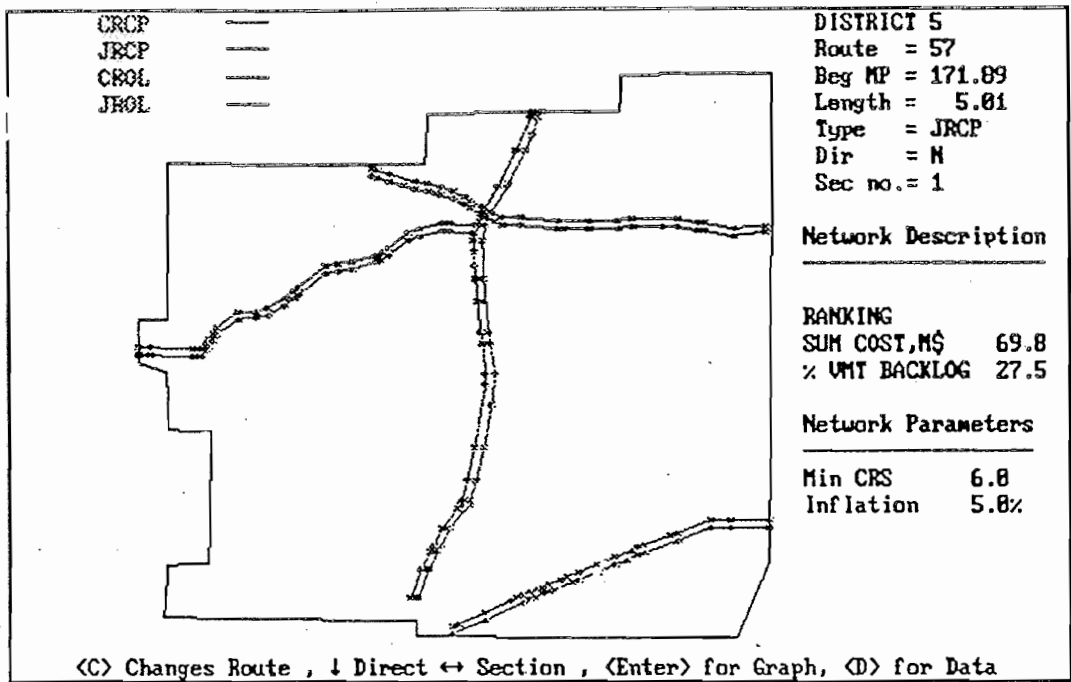 CRCP
JRCP
CROL
JROL
DISTRICT 5
Route = 57
Beg MP = 171.89
Length = 5.01
Type = JRCP
Dir = N
Sec no.= 1
Network Description
RANKING
SUM COST,M$ 69.8
% VMT BACKLOG 27.5
Network Parameters
Min CRS 6.0
Inflation 5.0%
<C> Changes Route , ↓ Direct ↔ Section , <Enter> for Graph, <D> for Data